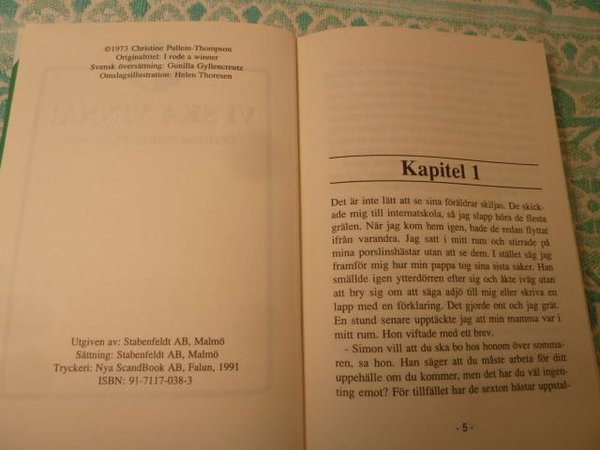 ©1973 Christine Pullein-Thompson
Originaltitel: I rode a winner
Svensk översättning: Gunilla Gyllencreutz
Omslagsillustration: Helen Thoresen
VI SKA VINNA!
Utgiven av: Stabenfeldt AB, Malmö
Sättning: Stabenfeldt AB, Malmö
Tryckeri: Nya ScandBook AB, Falun, 1991
ISBN: 91-7117-038-3
Kapitel 1
Det är inte lätt att se sina föräldrar skiljas. De skick-
ade mig till internatskola, så jag slapp höra de flesta
grälen. När jag kom hem igen, hade de redan flyttat
ifrån varandra. Jag satt i mitt rum och stirrade på
mina porslinshästar utan att se dem. I stället såg jag
framför mig hur min pappa tog sina sista saker. Han
smällde igen ytterdörren efter sig och åkte iväg utan
att bry sig om att säga adjö till mig eller skriva en
lapp med en förklaring. Det gjorde ont och jag grät.
En stund senare upptäckte jag att min mamma var i
mitt rum. Hon viftade med ett brev.
- Simon vill att du ska bo hos honom över somma-
ren, sa hon. Han säger att du måste arbeta för ditt
uppehälle om du kommer, men det har du väl ingen-
ting emot? För tillfället har de sexton hästar uppstal-
- 5 -